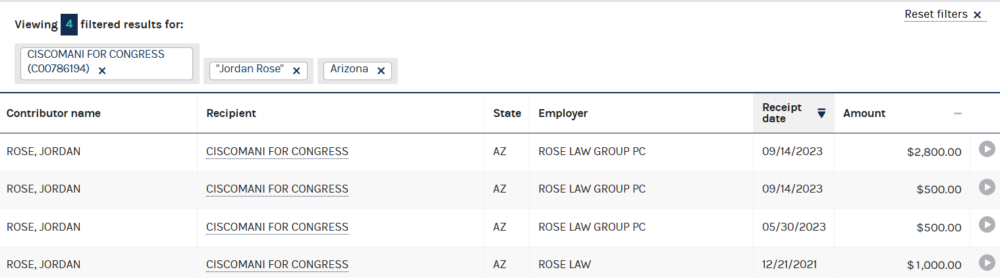 Reset filters ×
Viewing 4 filtered results for:
CISCOMANI FOR CONGRESS
(C00786194) ×
"Jordan Rose" ×
Arizona ×
Contributor name Recipient State Employer Receipt date Amount —
ROSE, JORDAN CISCOMANI FOR CONGRESS AZ ROSE LAW GROUP PC 09/14/2023 $2,800.00
ROSE, JORDAN CISCOMANI FOR CONGRESS AZ ROSE LAW GROUP PC 09/14/2023 $500.00
ROSE, JORDAN CISCOMANI FOR CONGRESS AZ ROSE LAW GROUP PC 05/30/2023 $500.00
ROSE, JORDAN CISCOMANI FOR CONGRESS AZ ROSE LAW 12/21/2021 $1,000.00